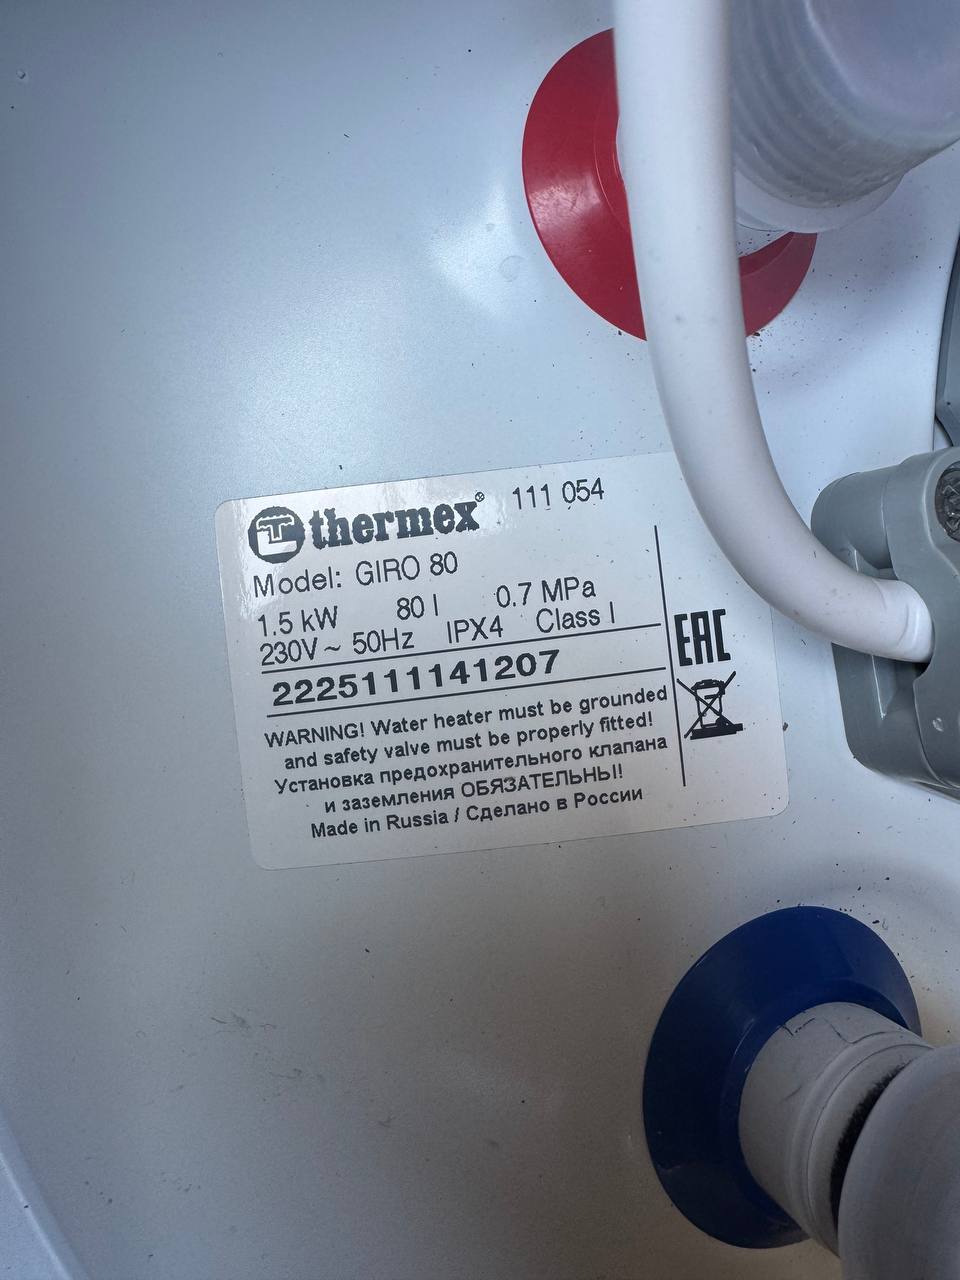 thermex® 111 054
Model: GIRO 80
1.5 kW 80 l 0.7 MPa
230V ~ 50Hz IPX4 Class I
2225111141207
EAC
WARNING! Water heater must be grounded
and safety valve must be properly fitted!
Установка предохранительного клапана
и заземления ОБЯЗАТЕЛЬНЫ!
Made in Russia / Сделано в России